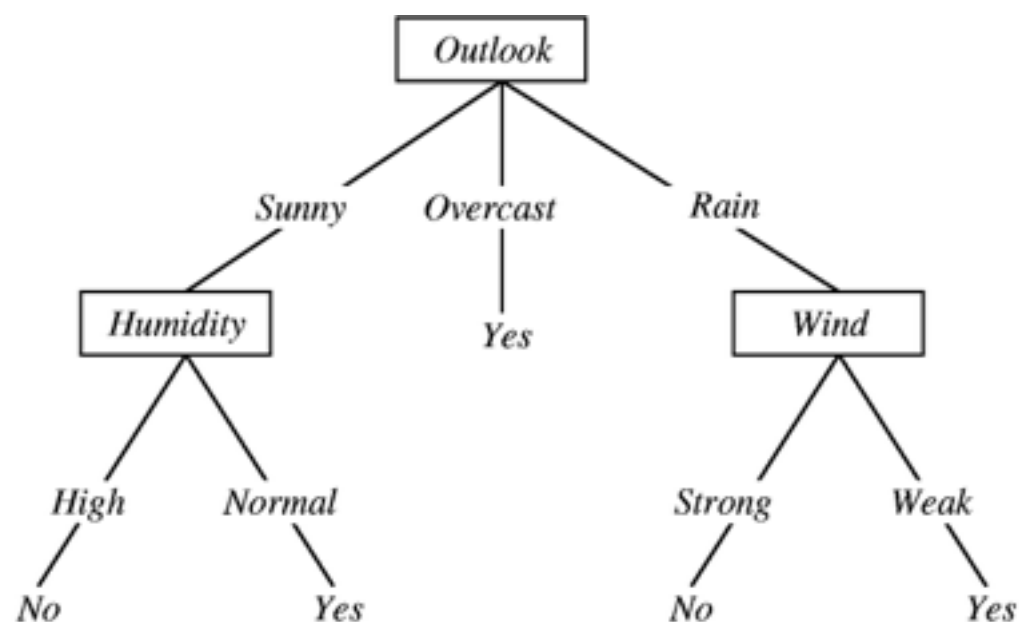 Outlook
Sunny Overcast Rain
Humidity Yes Wind
High Normal Strong Weak
No Yes No Yes